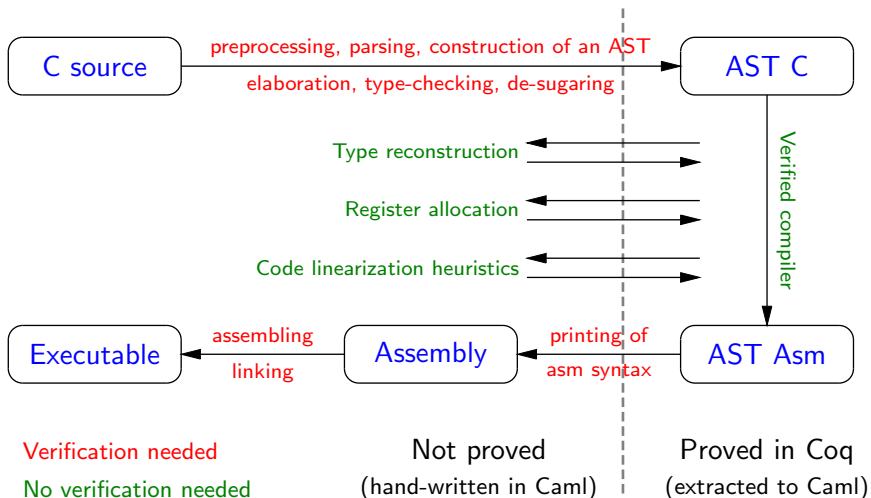 preprocessing, parsing, construction of an AST
C source
AST C
elaboration, type-checking, de-sugaring
Type reconstruction
Register allocation
Code linearization heuristics
Verified compiler
assembling
printing of
Executable
Assembly
AST Asm
linking
asm syntax
Verification needed
Not proved
Proved in Coq
No verification needed
(hand-written in Caml)
(extracted to Caml)